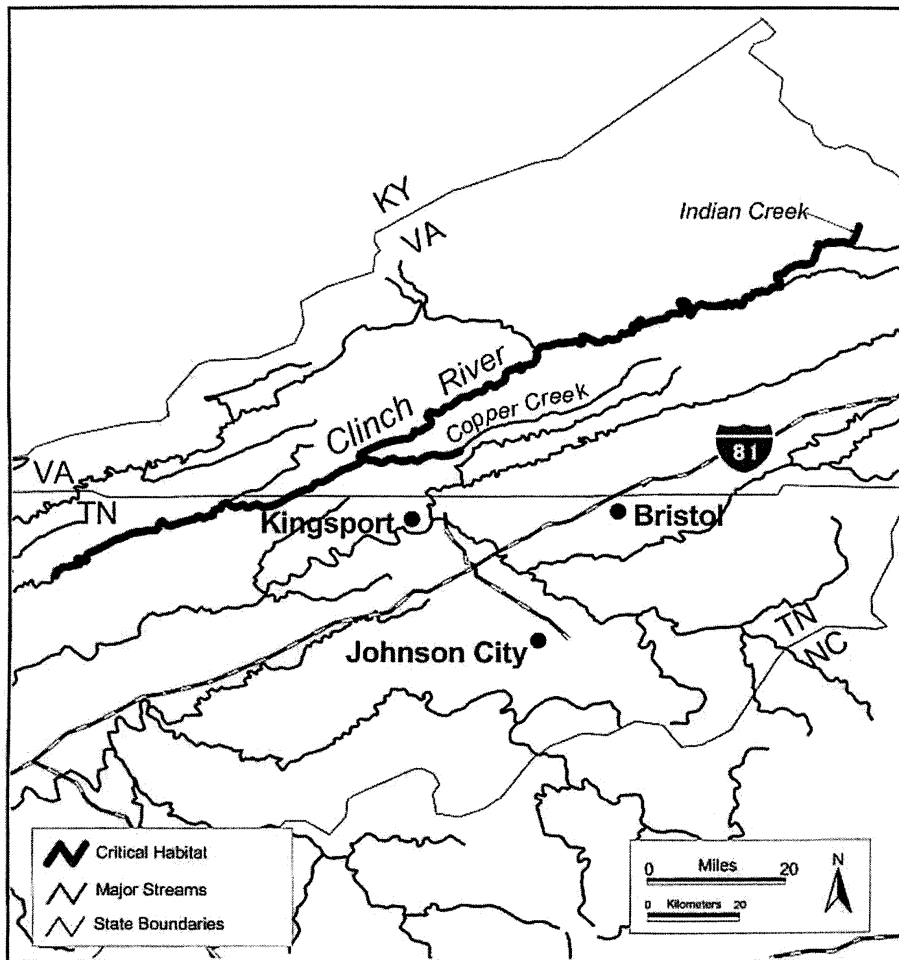 KY
VA
Indian Creek
Clinch River
Copper Creek
81
VA
TN
Kingsport
Bristol
Johnson City
TN
NC
Critical Habitat
Major Streams
State Boundaries
0 Miles 20
0 Kilometers 20
N